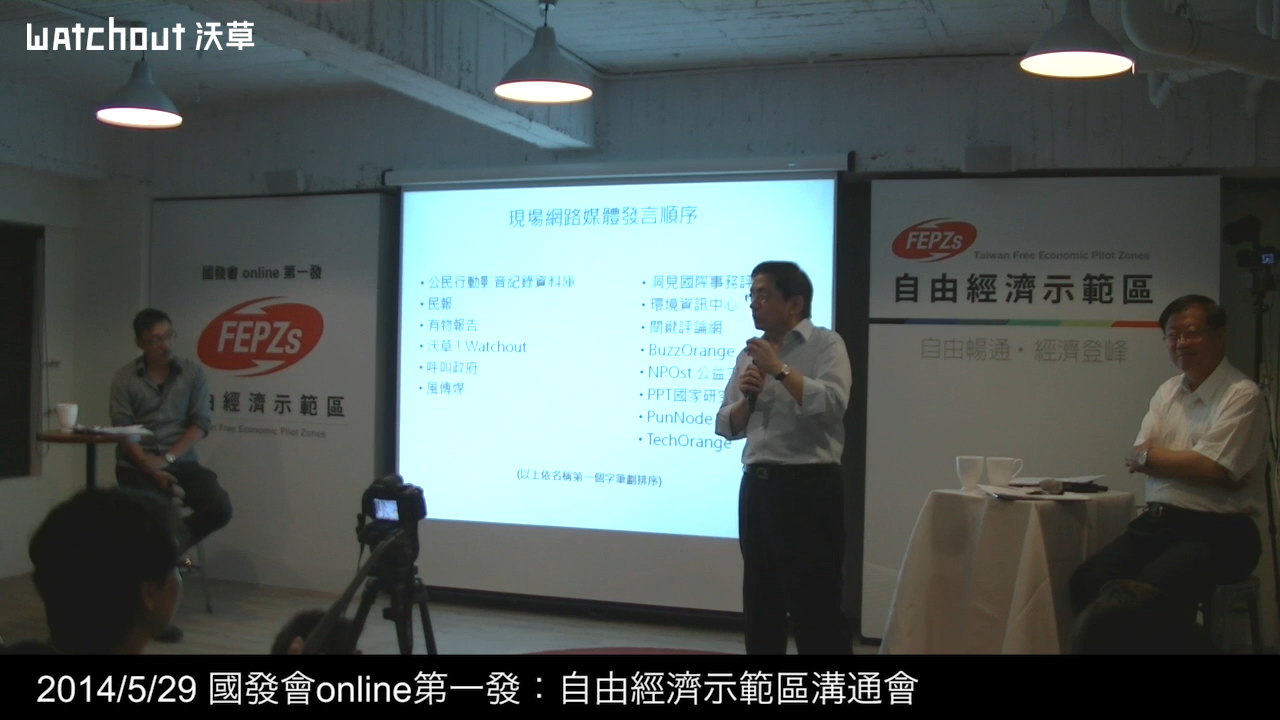 watchout 沃草
現場網路媒體發言順序
• 公民行動影音紀錄資料庫
• 民報
• 有物報告
• 沃草！Watchout
• 呼叫政府
• 風傳媒
• 洞見國際事務評
• 環境資訊中心
• 關鍵評論網
• BuzzOrange
• NPOst 公益
• PPT國家研究
• PunNode
• TechOrange
(以上依名稱第一個字筆劃排序)
國發會 online 第一發
FEPZs
由經濟示範區
Free Economic Pilot Zones
FEPZs
Taiwan Free Economic Pilot Zones
自由經濟示範區
自由暢通・經濟登峰
2014/5/29 國發會online第一發：自由經濟示範區溝通會